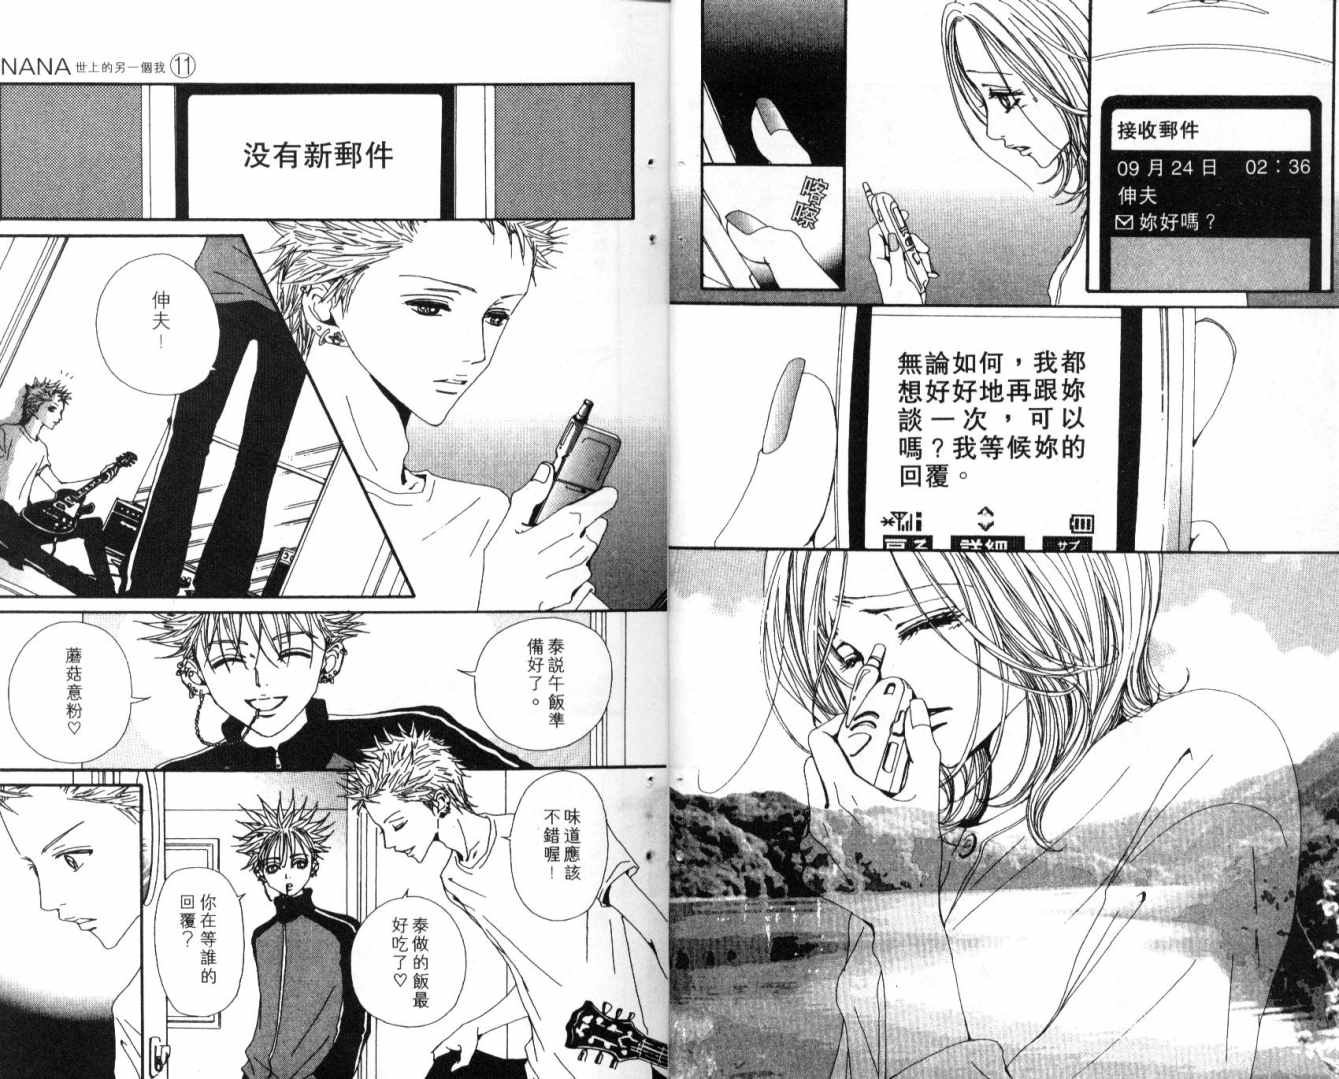 喀嚓
接收郵件
09月24日 02：36
伸夫
妳好嗎？
無論如何，我都
想好好地再跟妳
談一次，可以
嗎？我等候妳的
回覆。
戻る 詳細 サブ
NANA 世上的另一個我 11
没有新郵件
伸夫！
泰説午飯準
備好了。
蘑菇意粉♡
味道應該
不錯喔！
泰做的飯最
好吃了♡
你在等誰的
回覆？